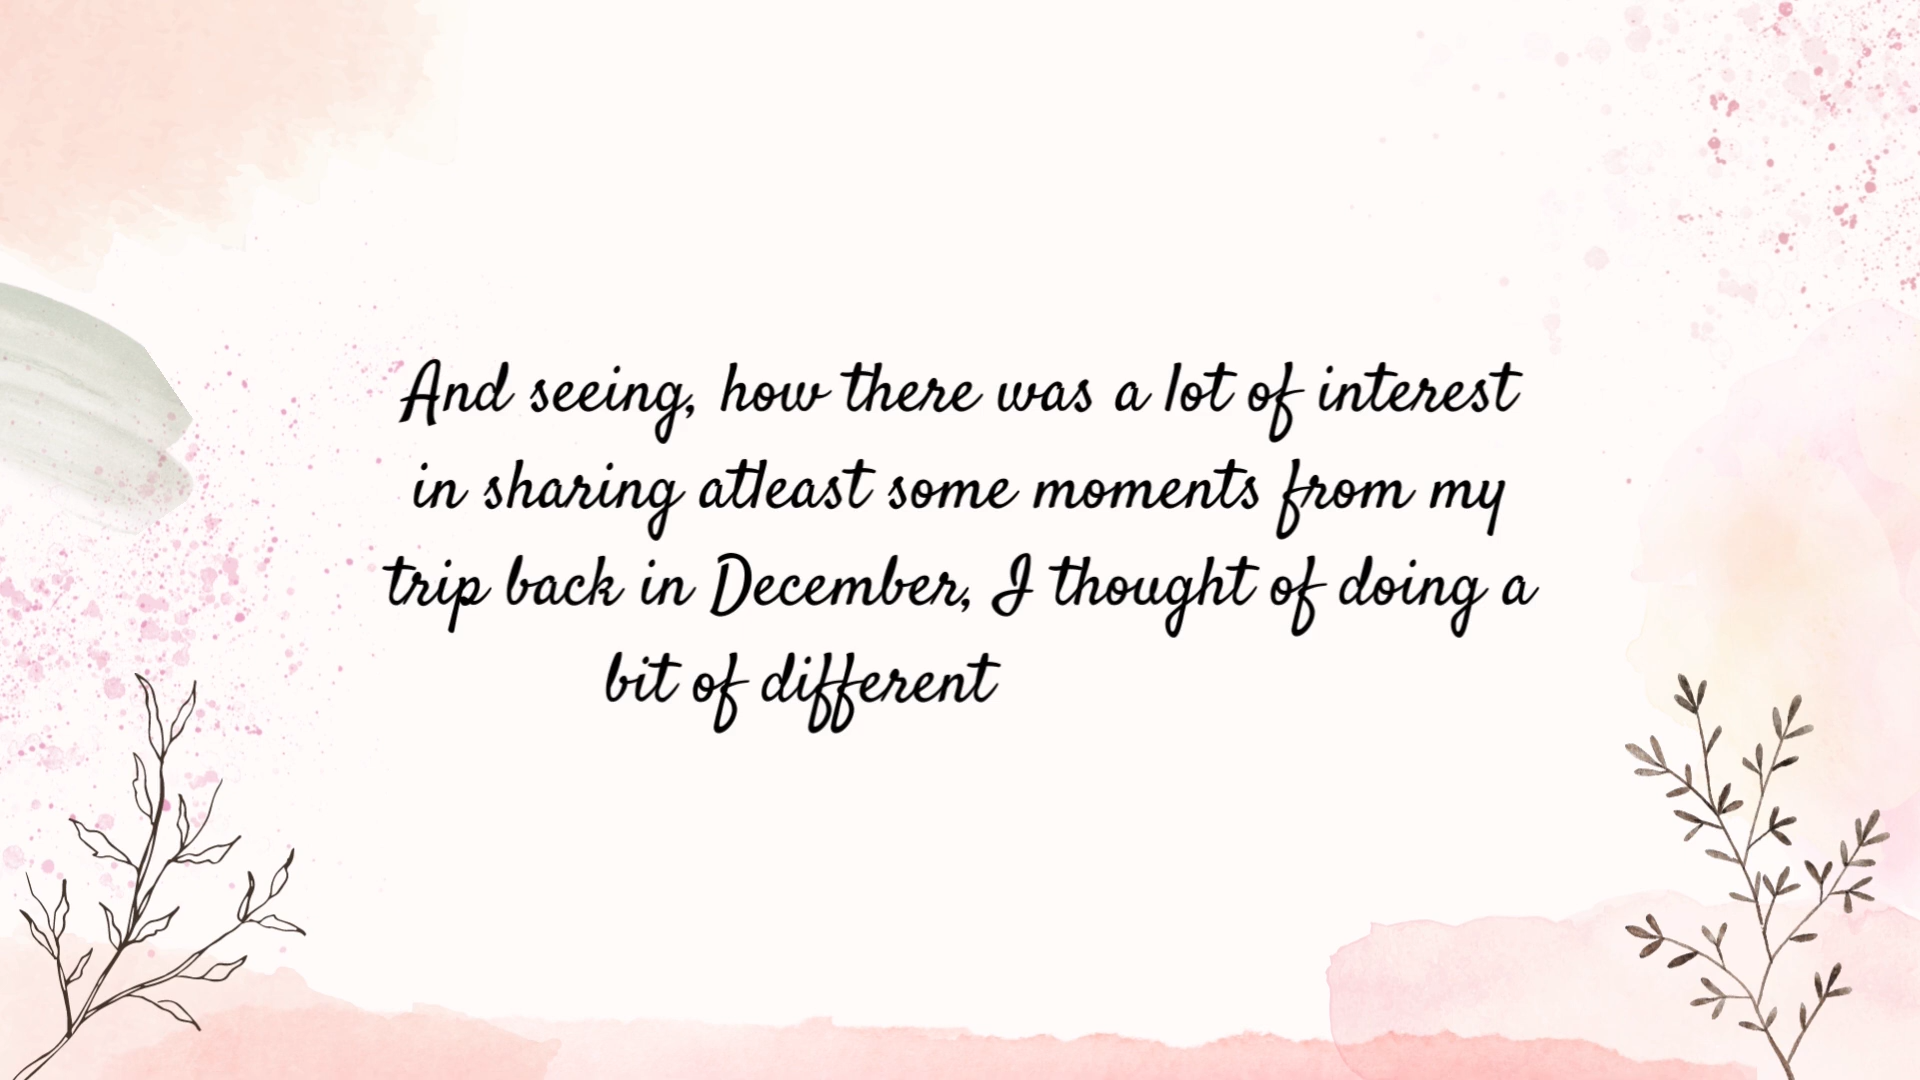 And seeing, how there was a lot of interest
in sharing atleast some moments from my
trip back in December, I thought of doing a
bit of different